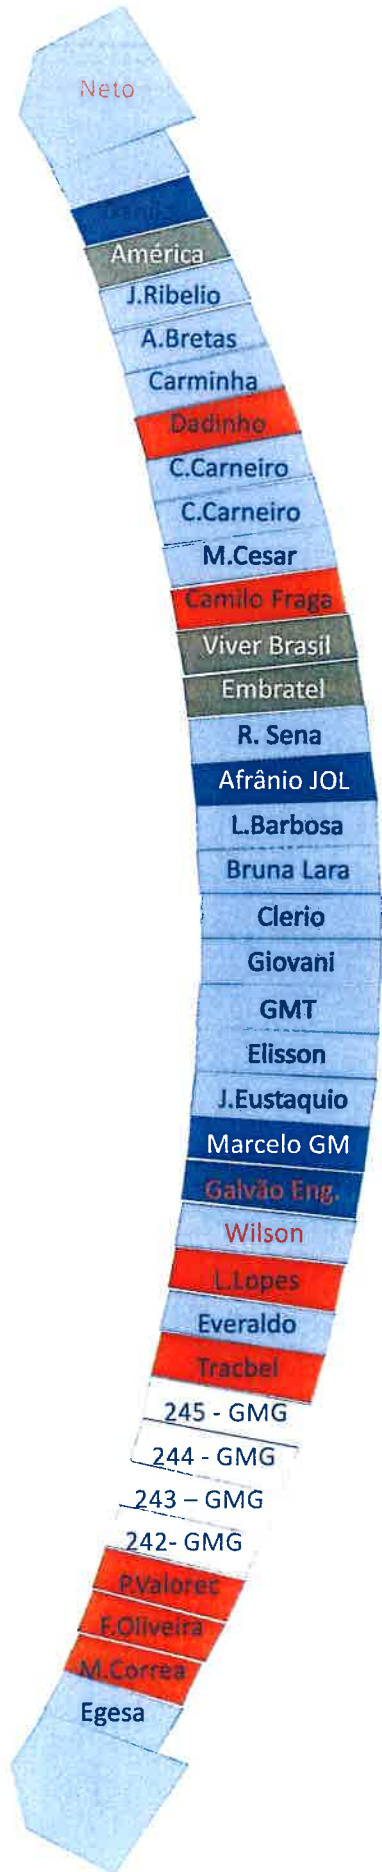 Neto
América
J.Ribelio
A.Bretas
Carminha
Dadinho
C.Carneiro
C.Carneiro
M.Cesar
Camilo Fraga
Viver Brasil
Embratel
R. Sena
Afrânio JOL
L.Barbosa
Bruna Lara
Clerio
Giovani
GMT
Elisson
J.Eustaquio
Marcelo GM
Galvão Eng.
Wilson
L.Lopes
Everaldo
Tracbel
245 - GMG
244 - GMG
243 – GMG
242- GMG
P.Valorec
F.Oliveira
M.Correa
Egesa